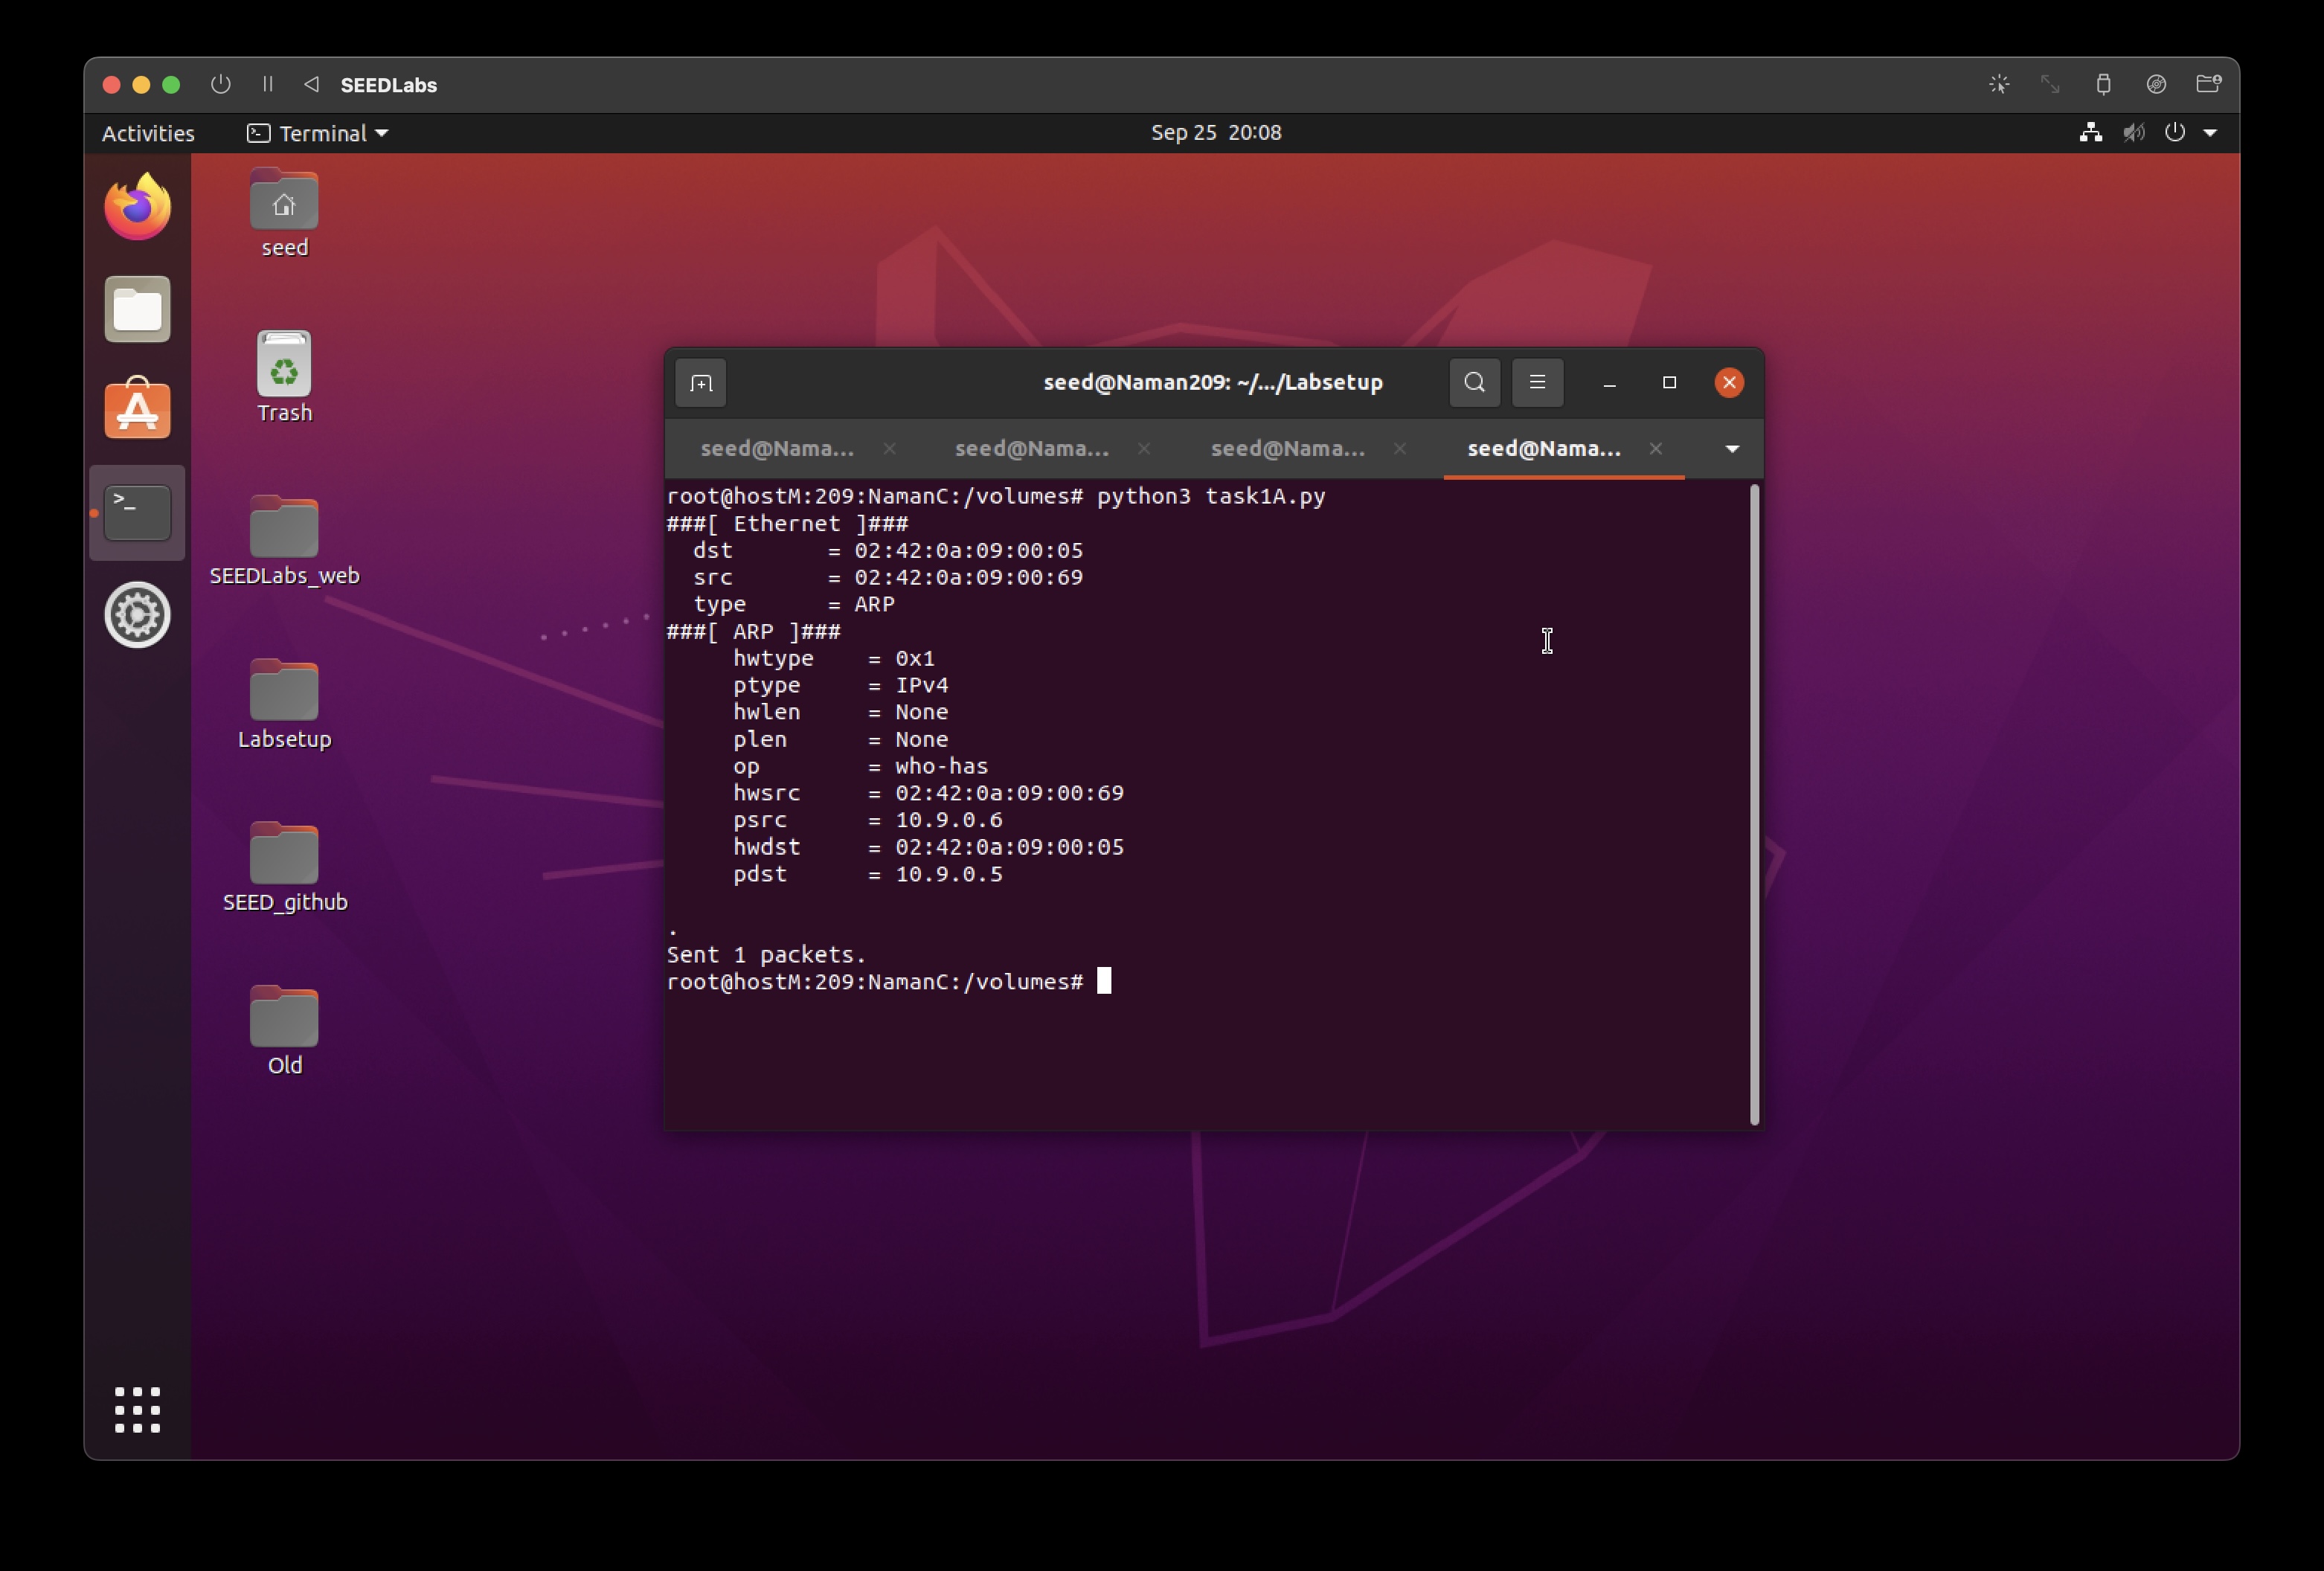 SEEDLabs
Activities
Terminal
Sep 25 20:08
seed
Trash
SEEDLabs_web
Labsetup
SEED_github
Old
seed@Naman209: ~/.../Labsetup
seed@Nama... seed@Nama... seed@Nama... seed@Nama...
root@hostM:209:NamanC:/volumes# python3 task1A.py
###[ Ethernet ]###
  dst       = 02:42:0a:09:00:05
  src       = 02:42:0a:09:00:69
  type      = ARP
###[ ARP ]###
     hwtype    = 0x1
     ptype     = IPv4
     hwlen     = None
     plen      = None
     op        = who-has
     hwsrc     = 02:42:0a:09:00:69
     psrc      = 10.9.0.6
     hwdst     = 02:42:0a:09:00:05
     pdst      = 10.9.0.5
.
Sent 1 packets.
root@hostM:209:NamanC:/volumes#